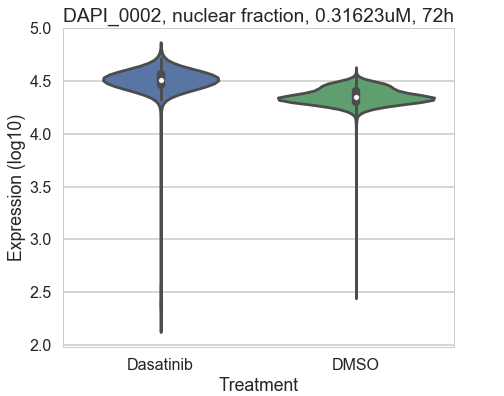 DAPI_0002, nuclear fraction, 0.31623uM, 72h
5.0
4.5
4.0
3.5
3.0
2.5
2.0
Expression (log10)
Dasatinib DMSO
Treatment